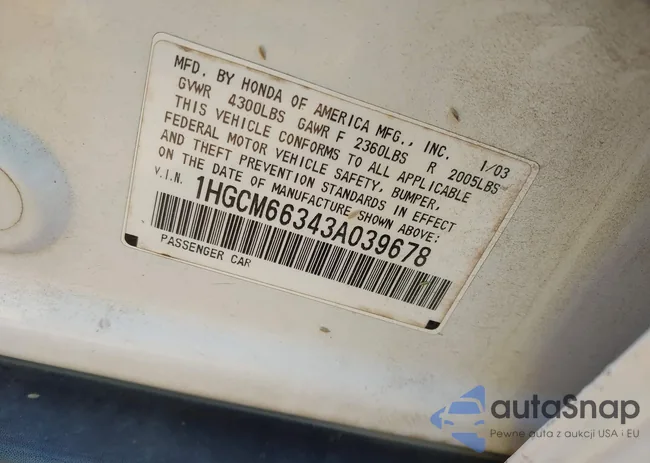 MFD. BY HONDA OF AMERICA MFG., INC. 1/03
GVWR 4300LBS GAWR F 2360LBS R 2005LBS
THIS VEHICLE CONFORMS TO ALL APPLICABLE
FEDERAL MOTOR VEHICLE SAFETY, BUMPER,
AND THEFT PREVENTION STANDARDS IN EFFECT
ON THE DATE OF MANUFACTURE SHOWN ABOVE:
V.I.N. 1HGCM66343A039678
PASSENGER CAR
autaSnap
Pewne auta z aukcji USA i EU